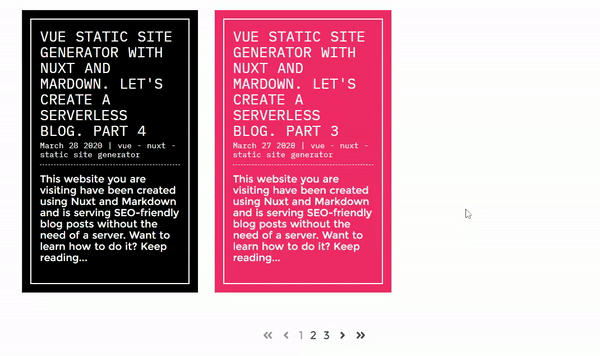 VUE STATIC SITE
GENERATOR WITH
NUXT AND
MARDOWN. LET'S
CREATE A
SERVERLESS
BLOG. PART 4
March 28 2020 | vue - nuxt -
static site generator
This website you are
visiting have been created
using Nuxt and Markdown
and is serving SEO-friendly
blog posts without the
need of a server. Want to
learn how to do it? Keep
reading...
VUE STATIC SITE
GENERATOR WITH
NUXT AND
MARDOWN. LET'S
CREATE A
SERVERLESS
BLOG. PART 3
March 27 2020 | vue - nuxt -
static site generator
This website you are
visiting have been created
using Nuxt and Markdown
and is serving SEO-friendly
blog posts without the
need of a server. Want to
learn how to do it? Keep
reading...
« ‹ 1 2 3 › »